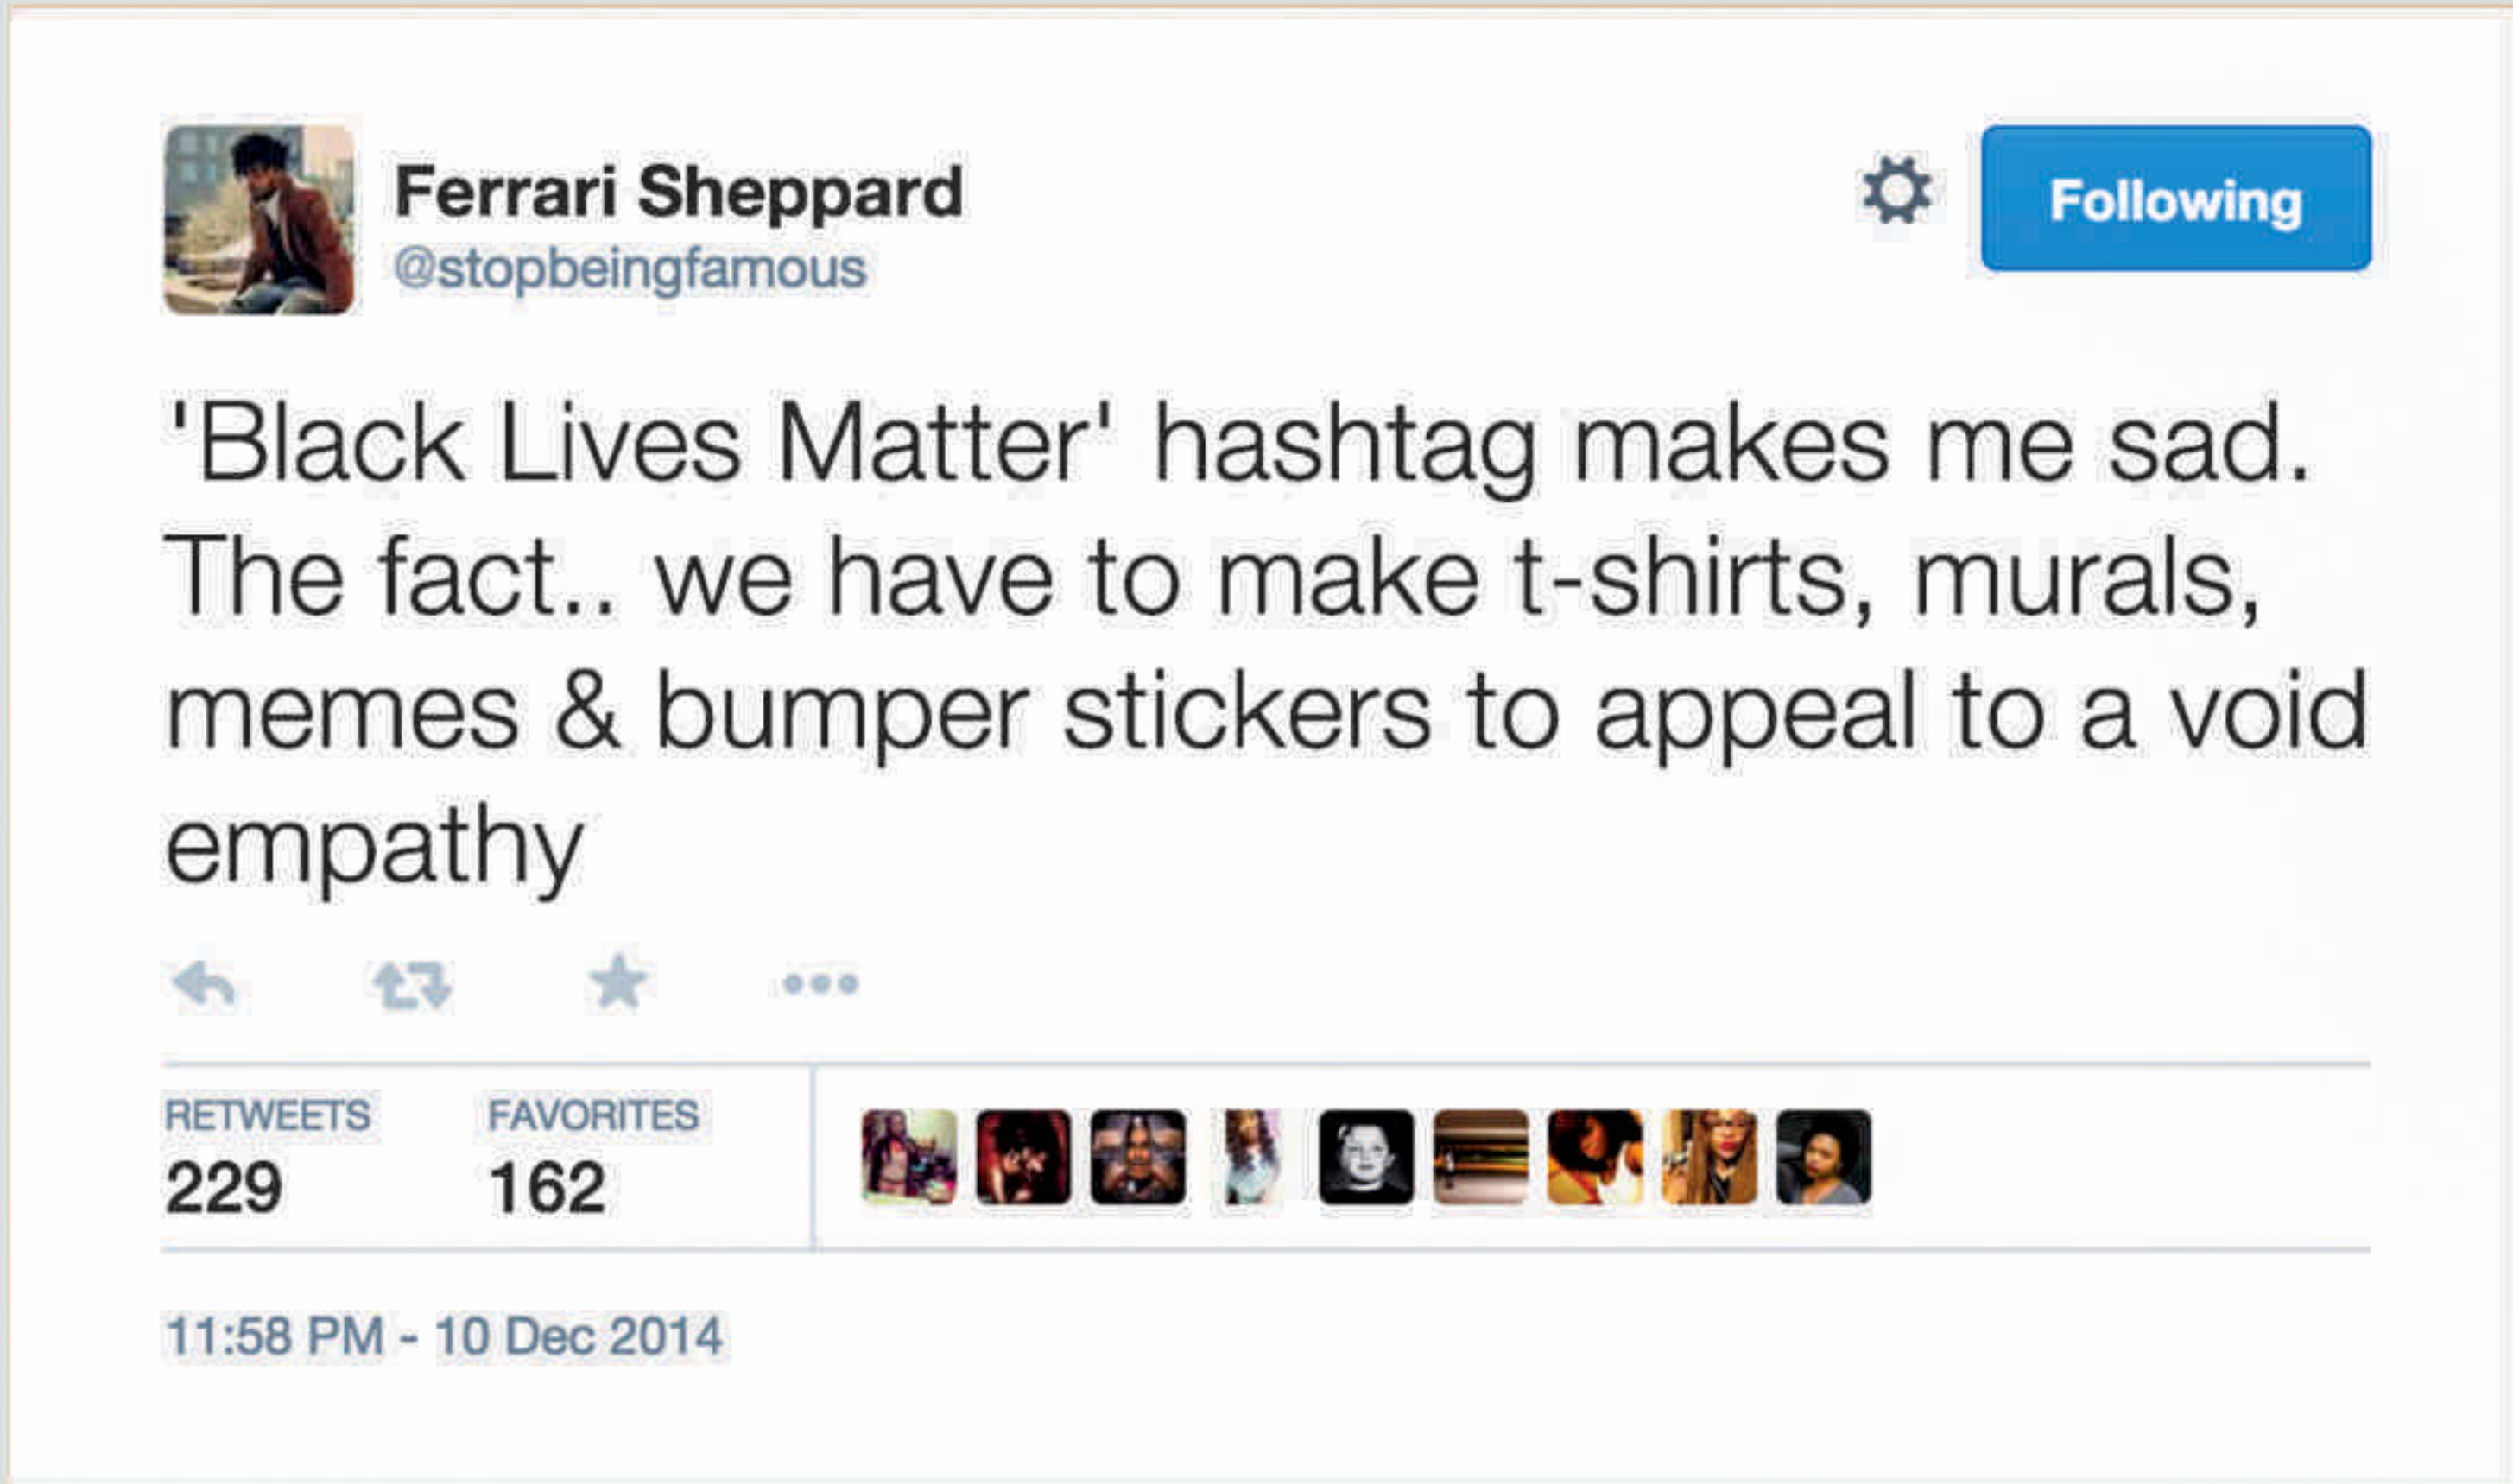 Ferrari Sheppard
@stopbeingfamous
Following
'Black Lives Matter' hashtag makes me sad.
The fact.. we have to make t-shirts, murals,
memes & bumper stickers to appeal to a void
empathy
RETWEETS FAVORITES
229 162
11:58 PM - 10 Dec 2014